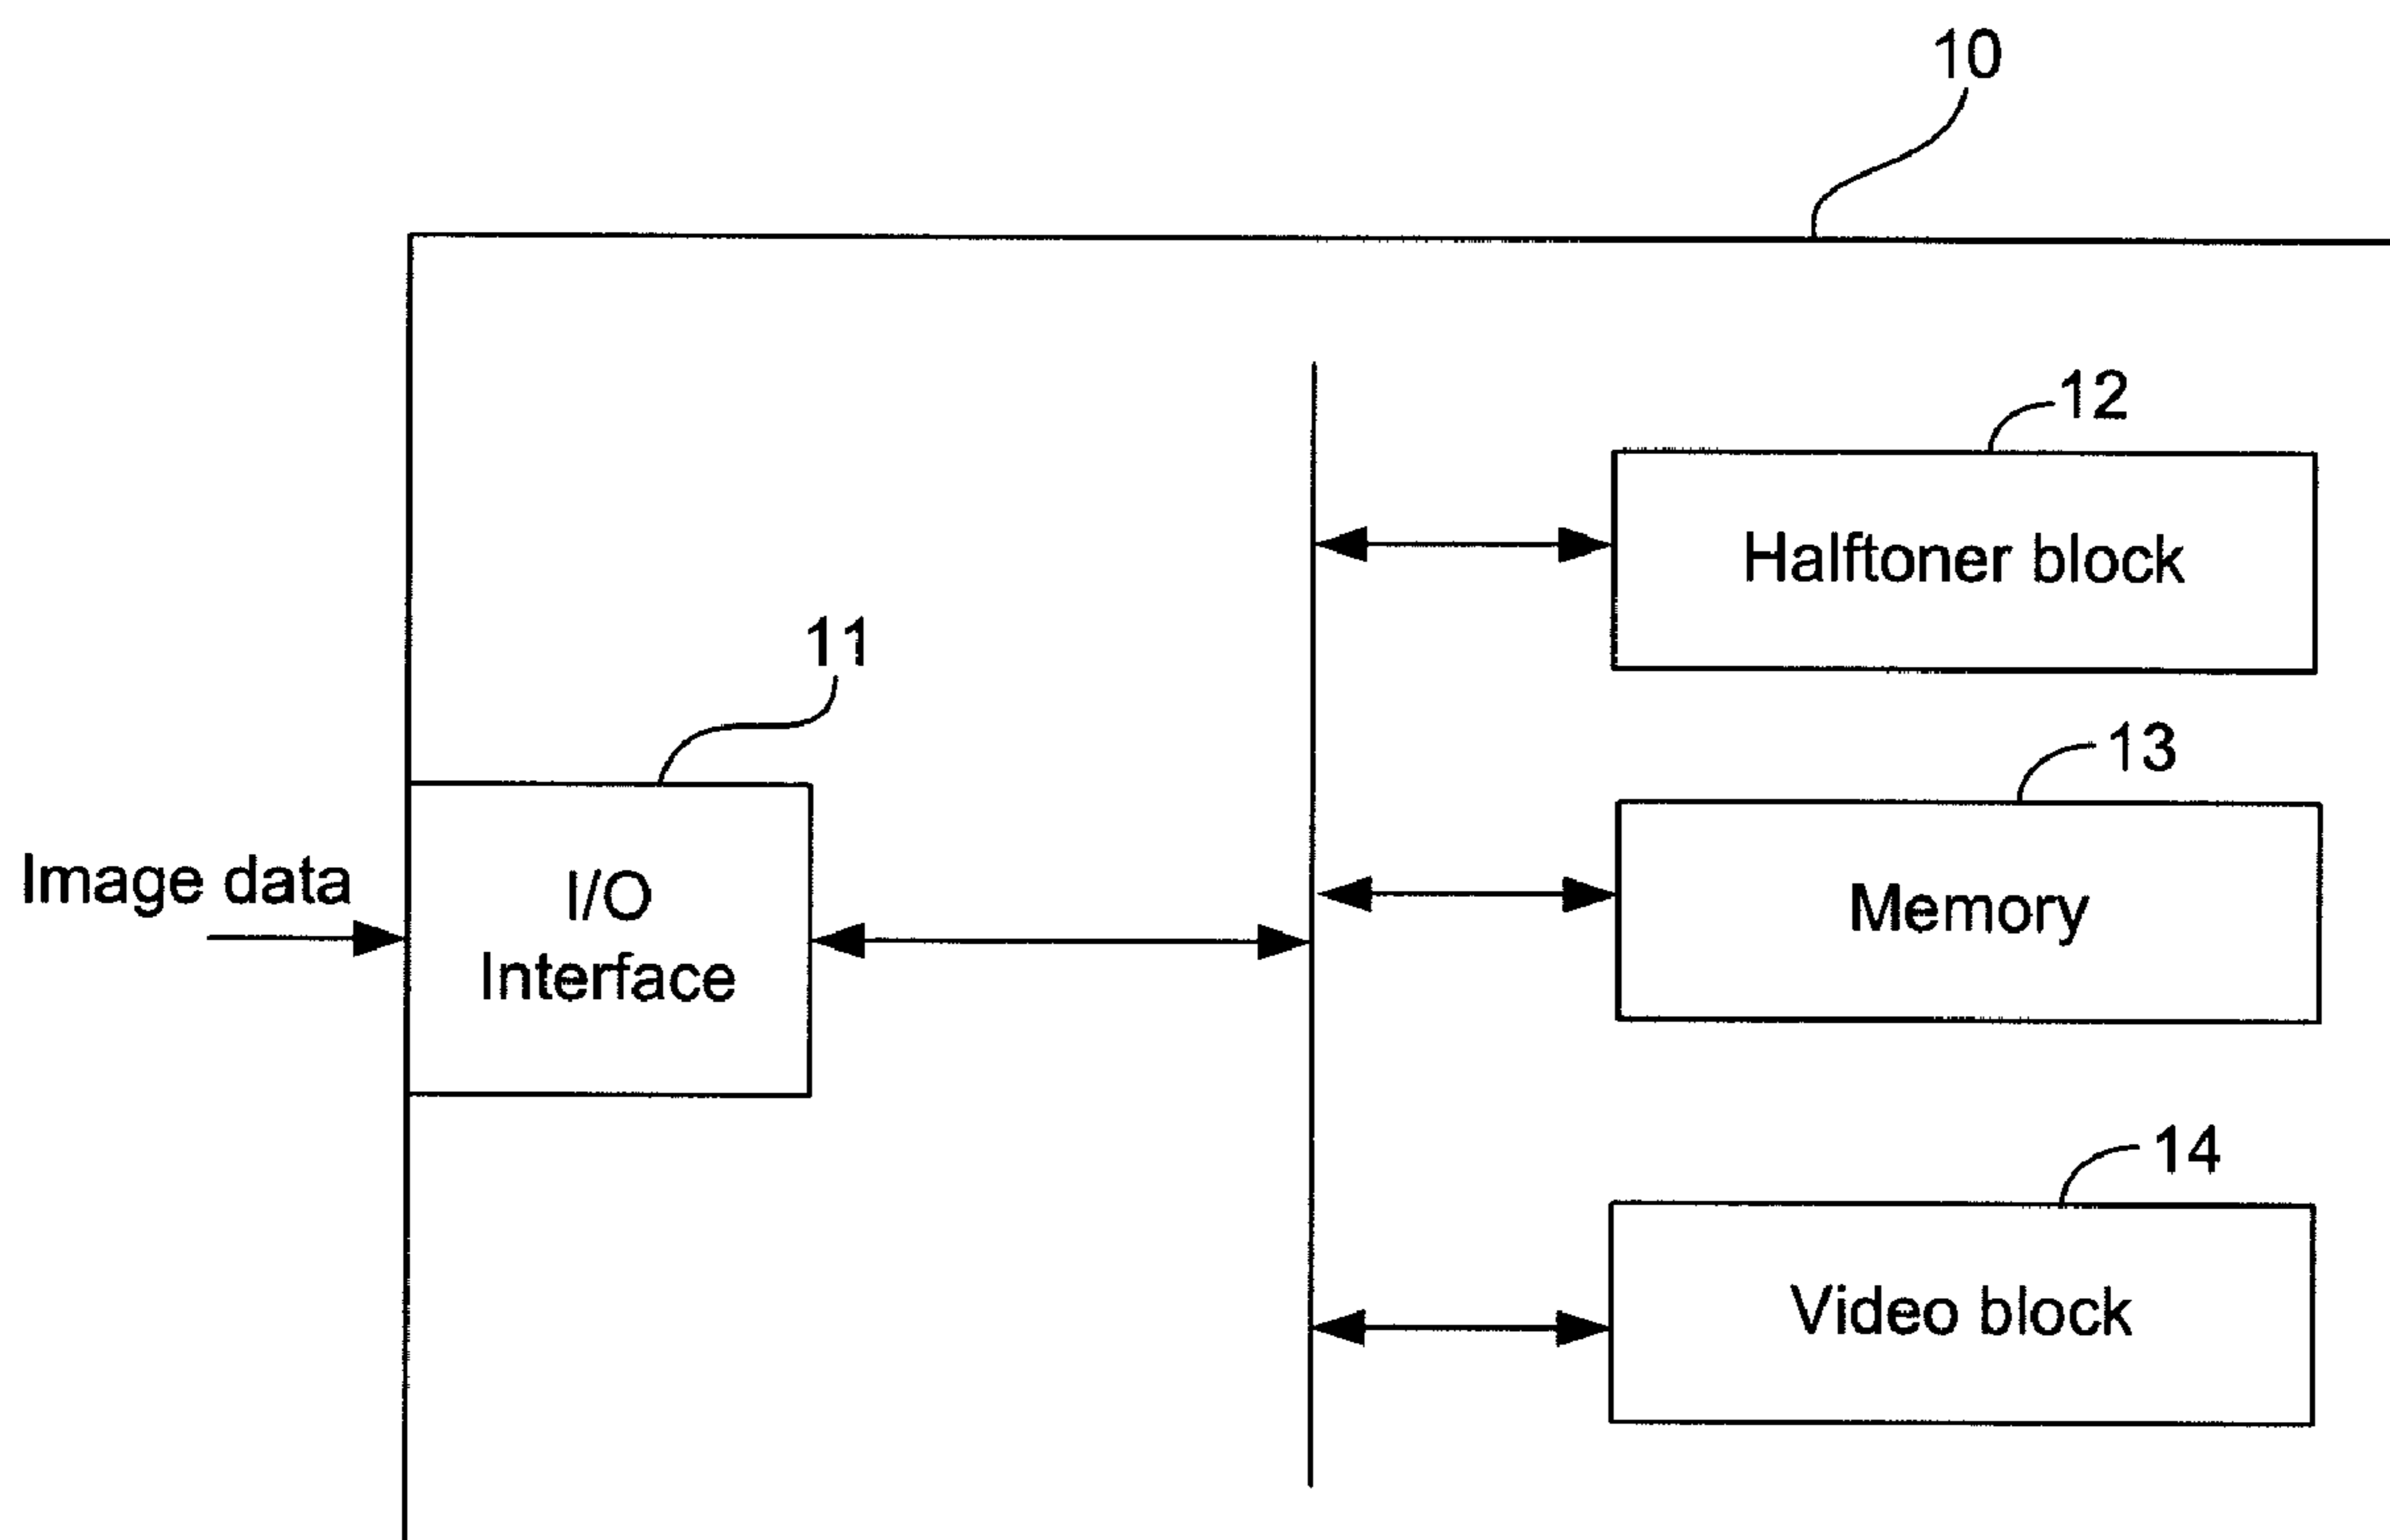 10
12
Halftoner block
11
13
Image data
I/O
Interface
Memory
14
Video block